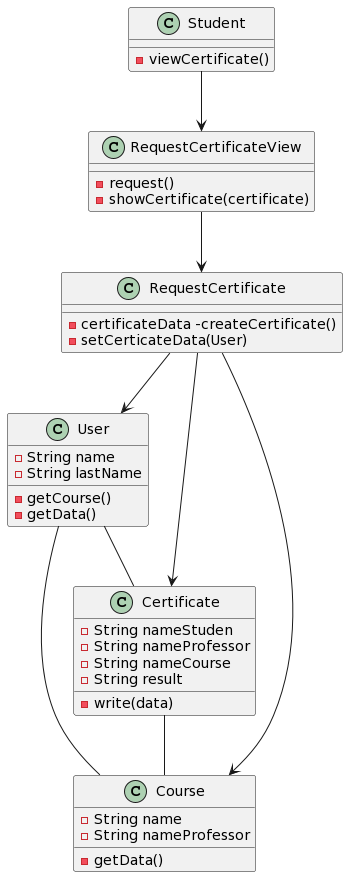 C Student
viewCertificate()
C RequestCertificateView
request()
showCertificate(certificate)
C RequestCertificate
certificateData -createCertificate()
setCerticateData(User)
C User
String name
String lastName
getCourse()
getData()
C Certificate
String nameStuden
String nameProfessor
String nameCourse
String result
write(data)
C Course
String name
String nameProfessor
getData()